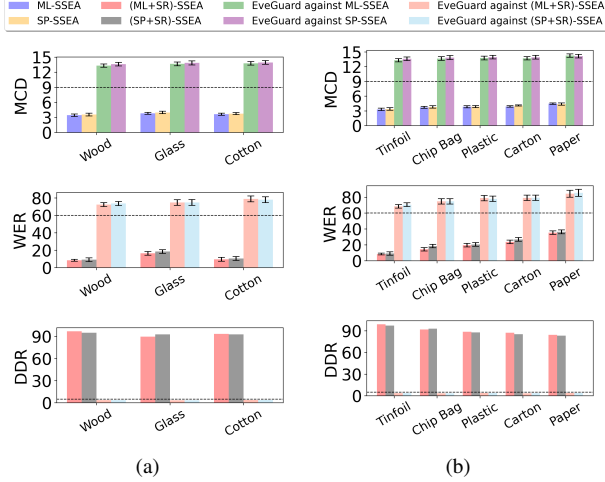 ML-SSEA (ML+SR)-SSEA EveGuard against ML-SSEA EveGuard against (ML+SR)-SSEA
SP-SSEA (SP+SR)-SSEA EveGuard against SP-SSEA EveGuard against (SP+SR)-SSEA
MCD
15
12
9
6
3
0
Wood Glass Cotton
WER
80
60
40
20
0
Wood Glass Cotton
DDR
90
60
30
0
Wood Glass Cotton
(a)
MCD
15
12
9
6
3
0
Tinfoil Chip Bag Plastic Carton Paper
WER
80
60
40
20
0
Tinfoil Chip Bag Plastic Carton Paper
DDR
90
60
30
0
Tinfoil Chip Bag Plastic Carton Paper
(b)